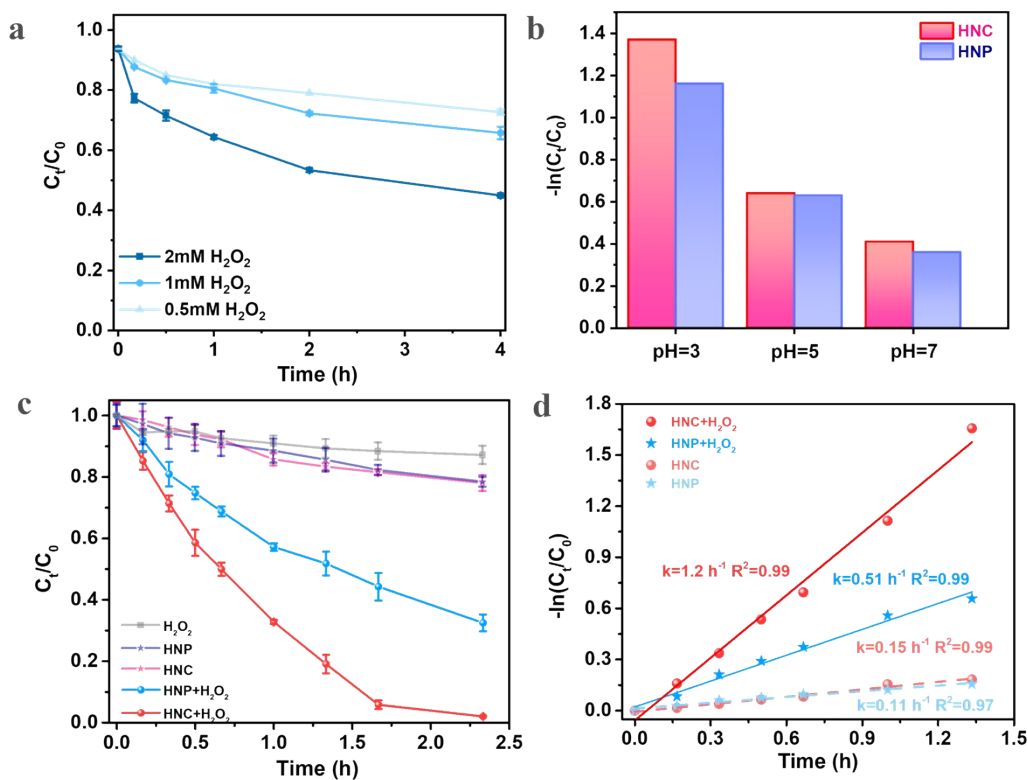 a
1.0
0.8
0.6
0.4
0.2
0.0
Cₜ/C₀
2mM H₂O₂
1mM H₂O₂
0.5mM H₂O₂
0 1 2 3 4
Time (h)
b
1.4
1.2
1.0
0.8
0.6
0.4
0.2
0.0
-ln(Cₜ/C₀)
HNC
HNP
pH=3 pH=5 pH=7
c
1.0
0.8
0.6
0.4
0.2
0.0
Cₜ/C₀
H₂O₂
HNP
HNC
HNP+H₂O₂
HNC+H₂O₂
0.0 0.5 1.0 1.5 2.0 2.5
Time (h)
d
1.8
1.5
1.2
0.9
0.6
0.3
0.0
-ln(Cₜ/C₀)
HNC+H₂O₂
HNP+H₂O₂
HNC
HNP
k=1.2 h⁻¹ R²=0.99
k=0.51 h⁻¹ R²=0.99
k=0.15 h⁻¹ R²=0.99
k=0.11 h⁻¹ R²=0.97
0.0 0.3 0.6 0.9 1.2 1.5
Time (h)